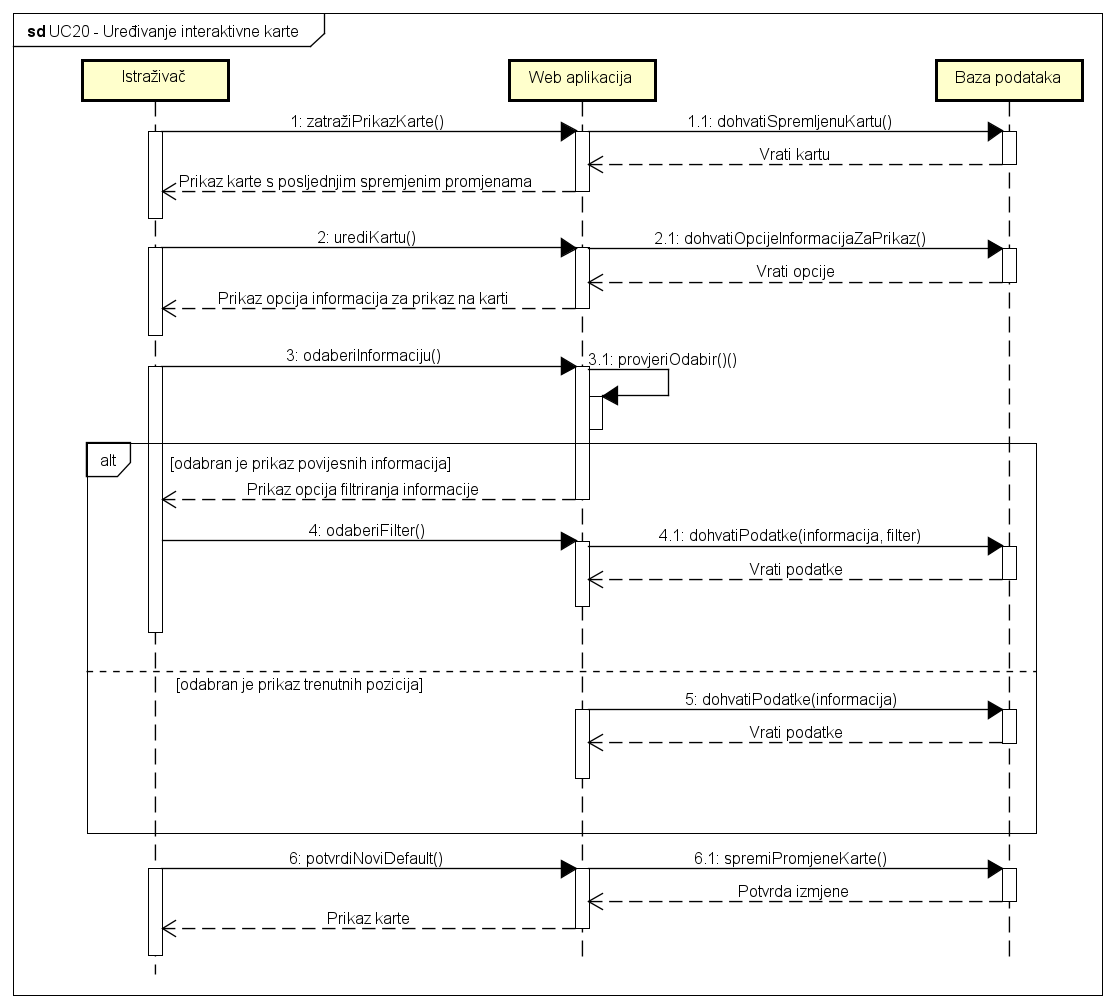 sd UC20 - Uređivanje interaktivne karte
Istraživač
Web aplikacija
Baza podataka
1: zatražiPrikazKarte()
1.1: dohvatiSpremljenuKartu()
Vrati kartu
Prikaz karte s posljednjim spremjenim promjenama
2: urediKartu()
2.1: dohvatiOpcijeInformacijaZaPrikaz()
Vrati opcije
Prikaz opcija informacija za prikaz na karti
3: odaberiInformaciju()
3.1: provjeriOdabir()()
alt
[odabran je prikaz povijesnih informacija]
Prikaz opcija filtriranja informacije
4: odaberiFilter()
4.1: dohvatiPodatke(informacija, filter)
Vrati podatke
[odabran je prikaz trenutnih pozicija]
5: dohvatiPodatke(informacija)
Vrati podatke
6: potvrdiNoviDefault()
6.1: spremiPromjeneKarte()
Potvrda izmjene
Prikaz karte